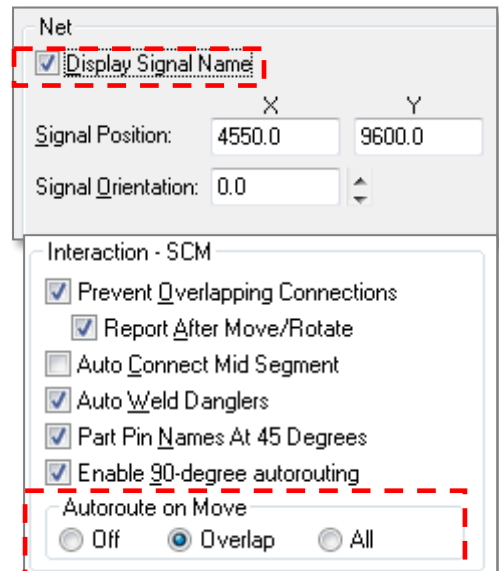 Net
Display Signal Name
X Y
Signal Position: 4550.0 9600.0
Signal Orientation: 0.0
Interaction - SCM
Prevent Overlapping Connections
Report After Move/Rotate
Auto Connect Mid Segment
Auto Weld Danglers
Part Pin Names At 45 Degrees
Enable 90-degree autorouting
Autoroute on Move
Off Overlap All